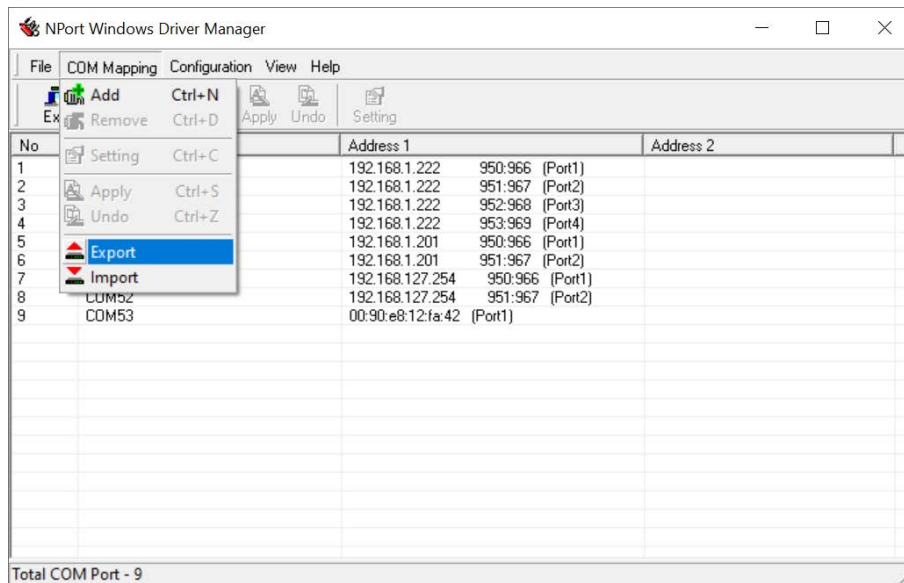 NPort Windows Driver Manager
File COM Mapping Configuration View Help
Add Ctrl+N
Remove Ctrl+D
Setting Ctrl+C
Apply Ctrl+S
Undo Ctrl+Z
Export
Import
Ex Apply Undo Setting
No Address 1 Address 2
1 192.168.1.222 950:966 (Port1)
2 192.168.1.222 951:967 (Port2)
3 192.168.1.222 952:968 (Port3)
4 192.168.1.222 953:969 (Port4)
5 192.168.1.201 950:966 (Port1)
6 192.168.1.201 951:967 (Port2)
7 192.168.127.254 950:966 (Port1)
8 COM52 192.168.127.254 951:967 (Port2)
9 COM53 00:90:e8:12:fa:42 (Port1)
Total COM Port - 9